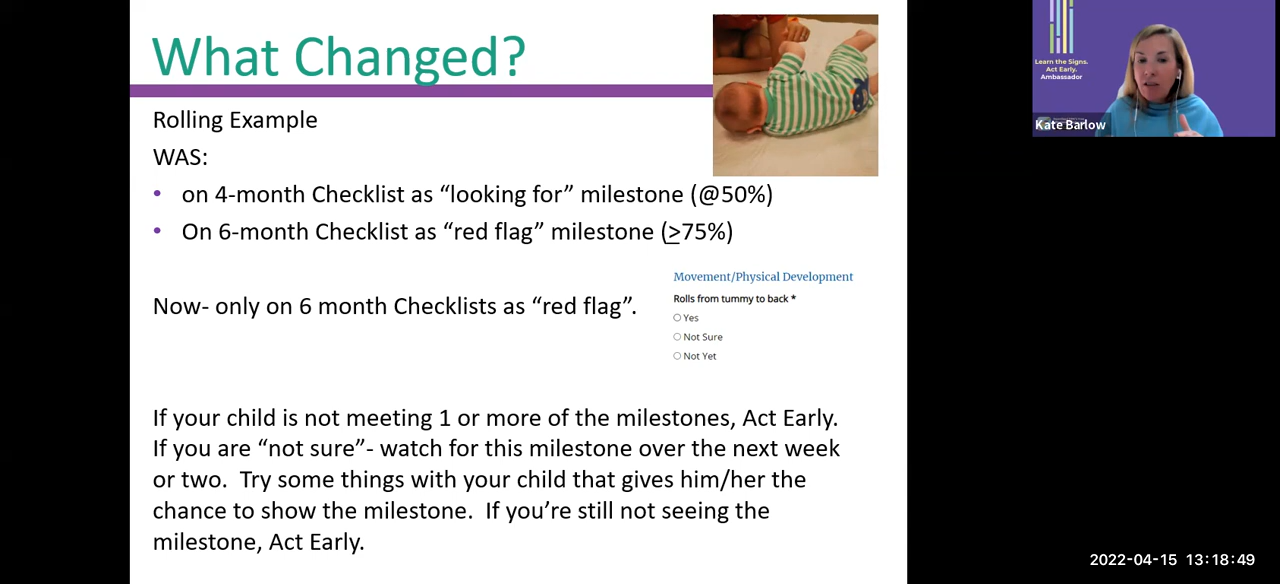 What Changed?
Rolling Example
WAS:
• on 4-month Checklist as “looking for” milestone (@50%)
• On 6-month Checklist as “red flag” milestone (≥75%)
Now- only on 6 month Checklists as “red flag”.
Movement/Physical Development
Rolls from tummy to back *
Yes
Not Sure
Not Yet
If your child is not meeting 1 or more of the milestones, Act Early.
If you are “not sure”- watch for this milestone over the next week
or two.  Try some things with your child that gives him/her the
chance to show the milestone.  If you’re still not seeing the
milestone, Act Early.
Learn the Signs.
Act Early.
Ambassador
Kate Barlow
2022-04-15 13:18:49